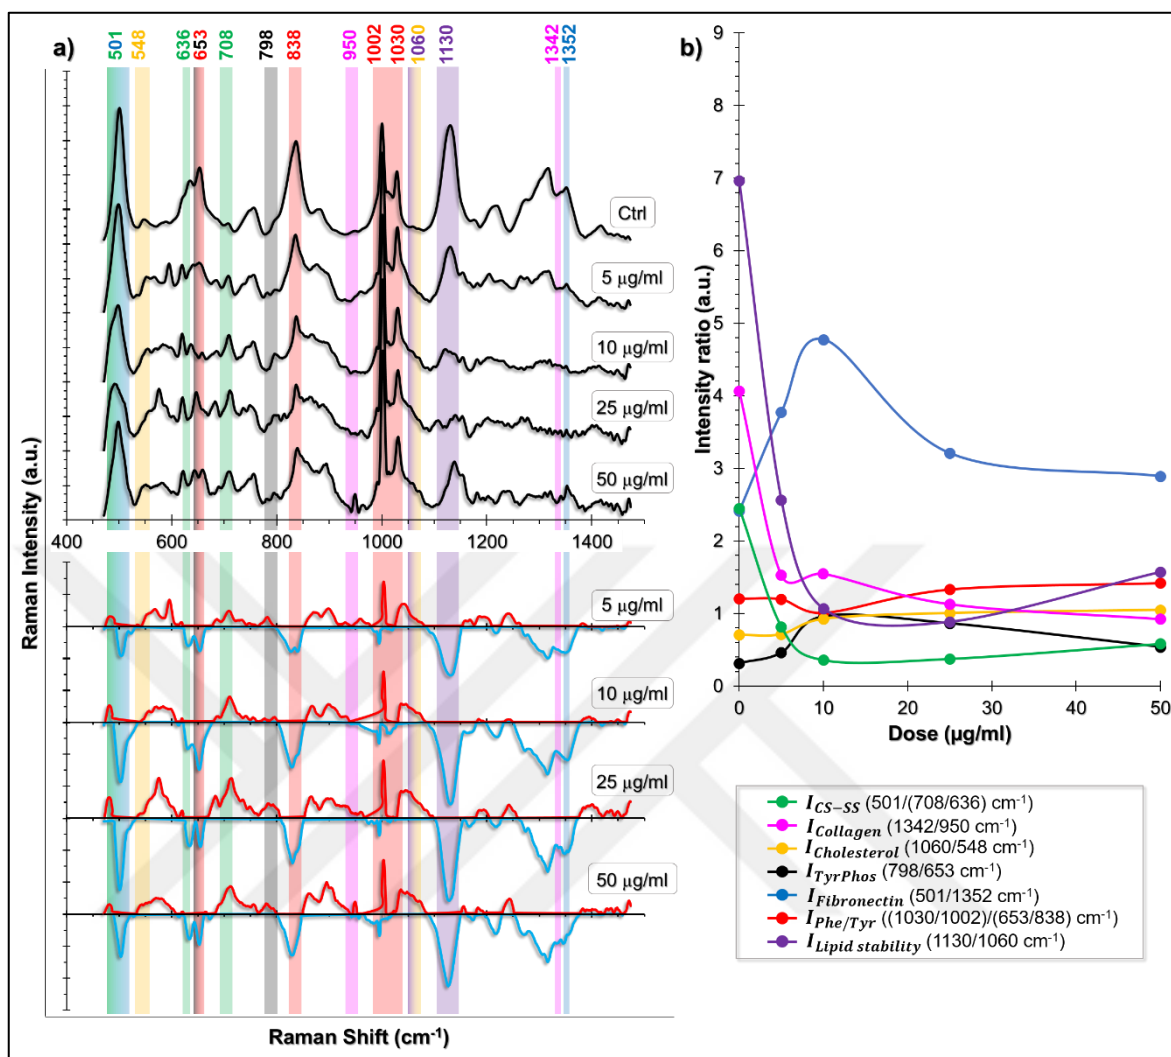 a)
501 548 636 653 708 798 838 950 1002 1030 1060 1130 1342 1352
Ctrl
5 µg/ml
10 µg/ml
25 µg/ml
50 µg/ml
400 600 800 1000 1200 1400
5 µg/ml
10 µg/ml
25 µg/ml
50 µg/ml
Raman Intensity (a.u.)
Raman Shift (cm-1)
b)
9
8
7
6
5
4
3
2
1
0
Intensity ratio (a.u.)
0 10 20 30 40 50
Dose (µg/ml)
ICS−SS (501/(708/636) cm-1)
ICollagen (1342/950 cm-1)
ICholesterol (1060/548 cm-1)
ITyrPhos (798/653 cm-1)
IFibronectin (501/1352 cm-1)
IPhe/Tyr ((1030/1002)/(653/838) cm-1)
ILipid stability (1130/1060 cm-1)